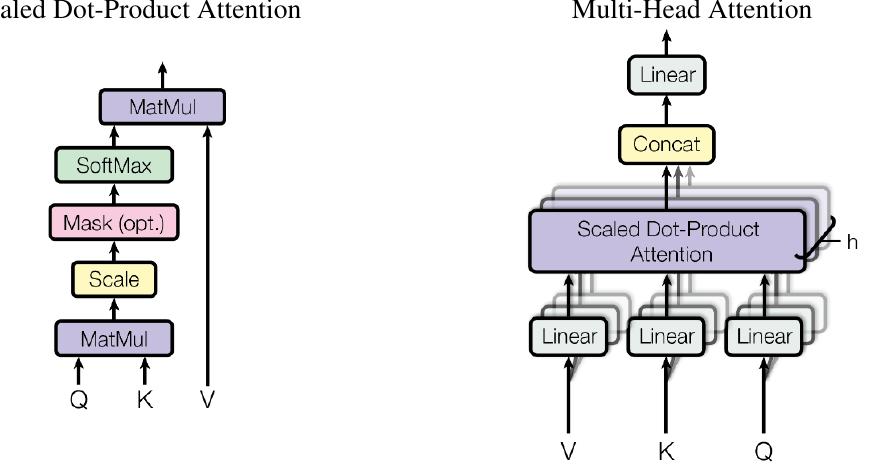 aled Dot-Product Attention
MatMul
SoftMax
Mask (opt.)
Scale
MatMul
Q K V
Multi-Head Attention
Linear
Concat
Scaled Dot-Product
Attention
h
Linear Linear Linear
V K Q